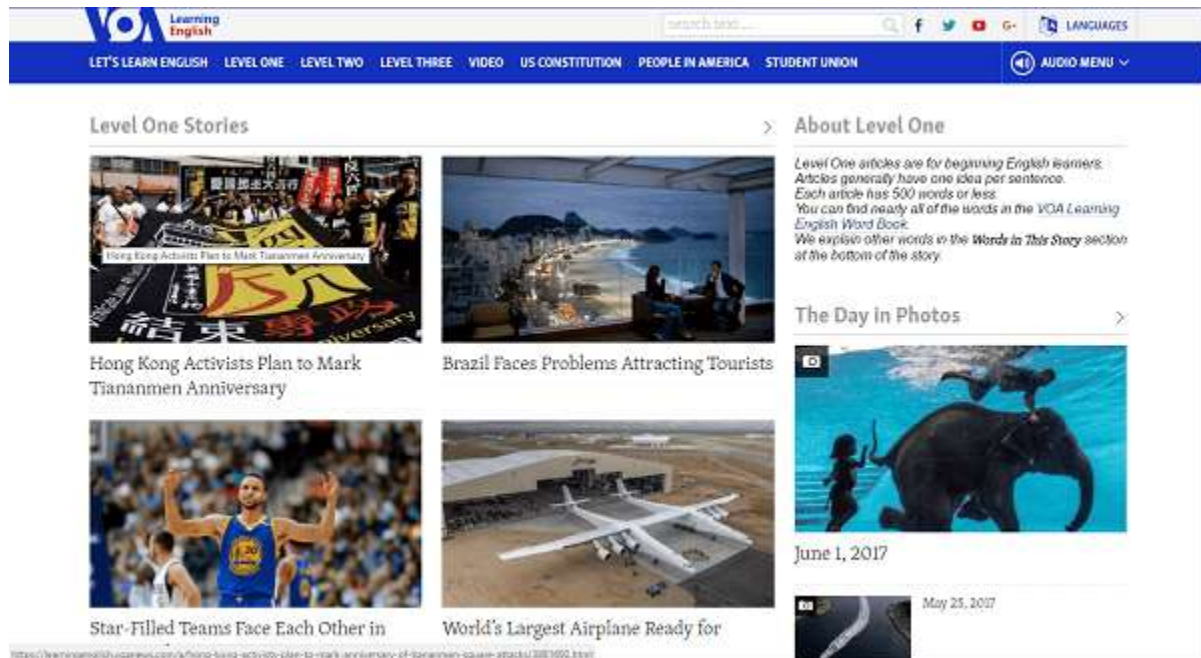 VOA Learning
English
search text ...
LANGUAGES
LET'S LEARN ENGLISH LEVEL ONE LEVEL TWO LEVEL THREE VIDEO US CONSTITUTION PEOPLE IN AMERICA STUDENT UNION AUDIO MENU
Level One Stories
結束專政
Hong Kong Activists Plan to Mark Tiananmen Anniversary
Hong Kong Activists Plan to Mark
Tiananmen Anniversary
Brazil Faces Problems Attracting Tourists
30
Star-Filled Teams Face Each Other in
World's Largest Airplane Ready for
About Level One
Level One articles are for beginning English learners.
Articles generally have one idea per sentence.
Each article has 500 words or less.
You can find nearly all of the words in the VOA Learning
English Word Book.
We explain other words in the Words in This Story section
at the bottom of the story.
The Day in Photos
June 1, 2017
May 25, 2017